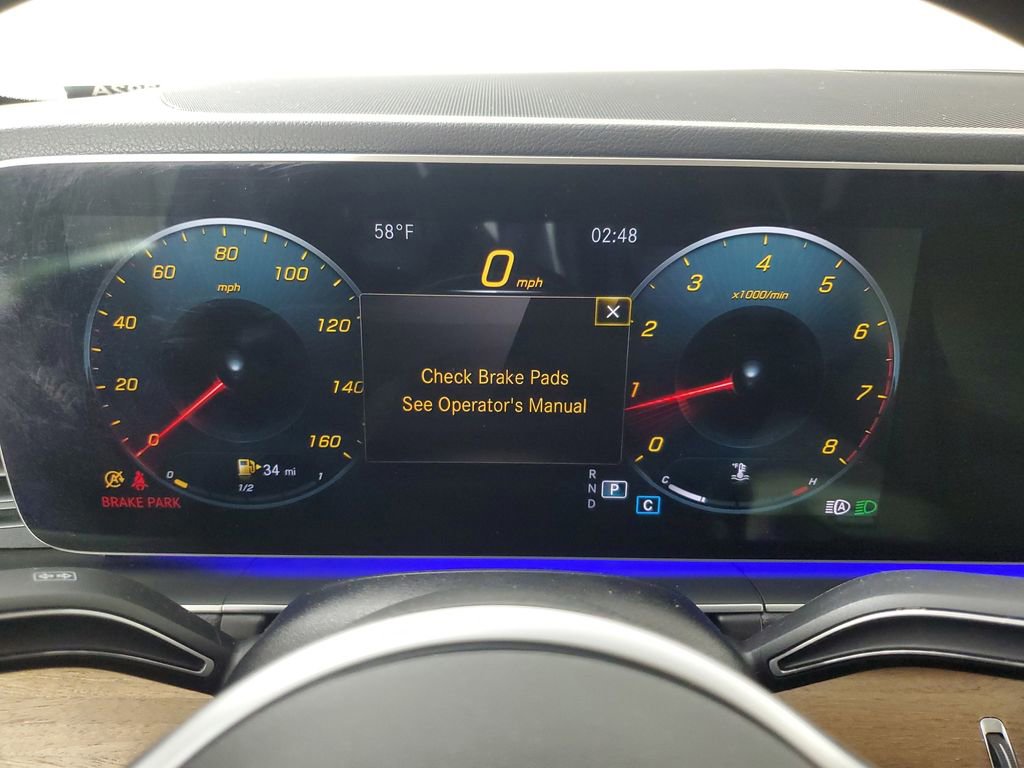 58°F
02:48
0 mph
0
20
40
60
80
100
120
140
160
mph
Check Brake Pads
See Operator's Manual
0
1
2
3
4
5
6
7
8
x1000/min
BRAKE PARK
A
0
1/2
1
34 mi
R
N
D
P
C
C
H
°F
A